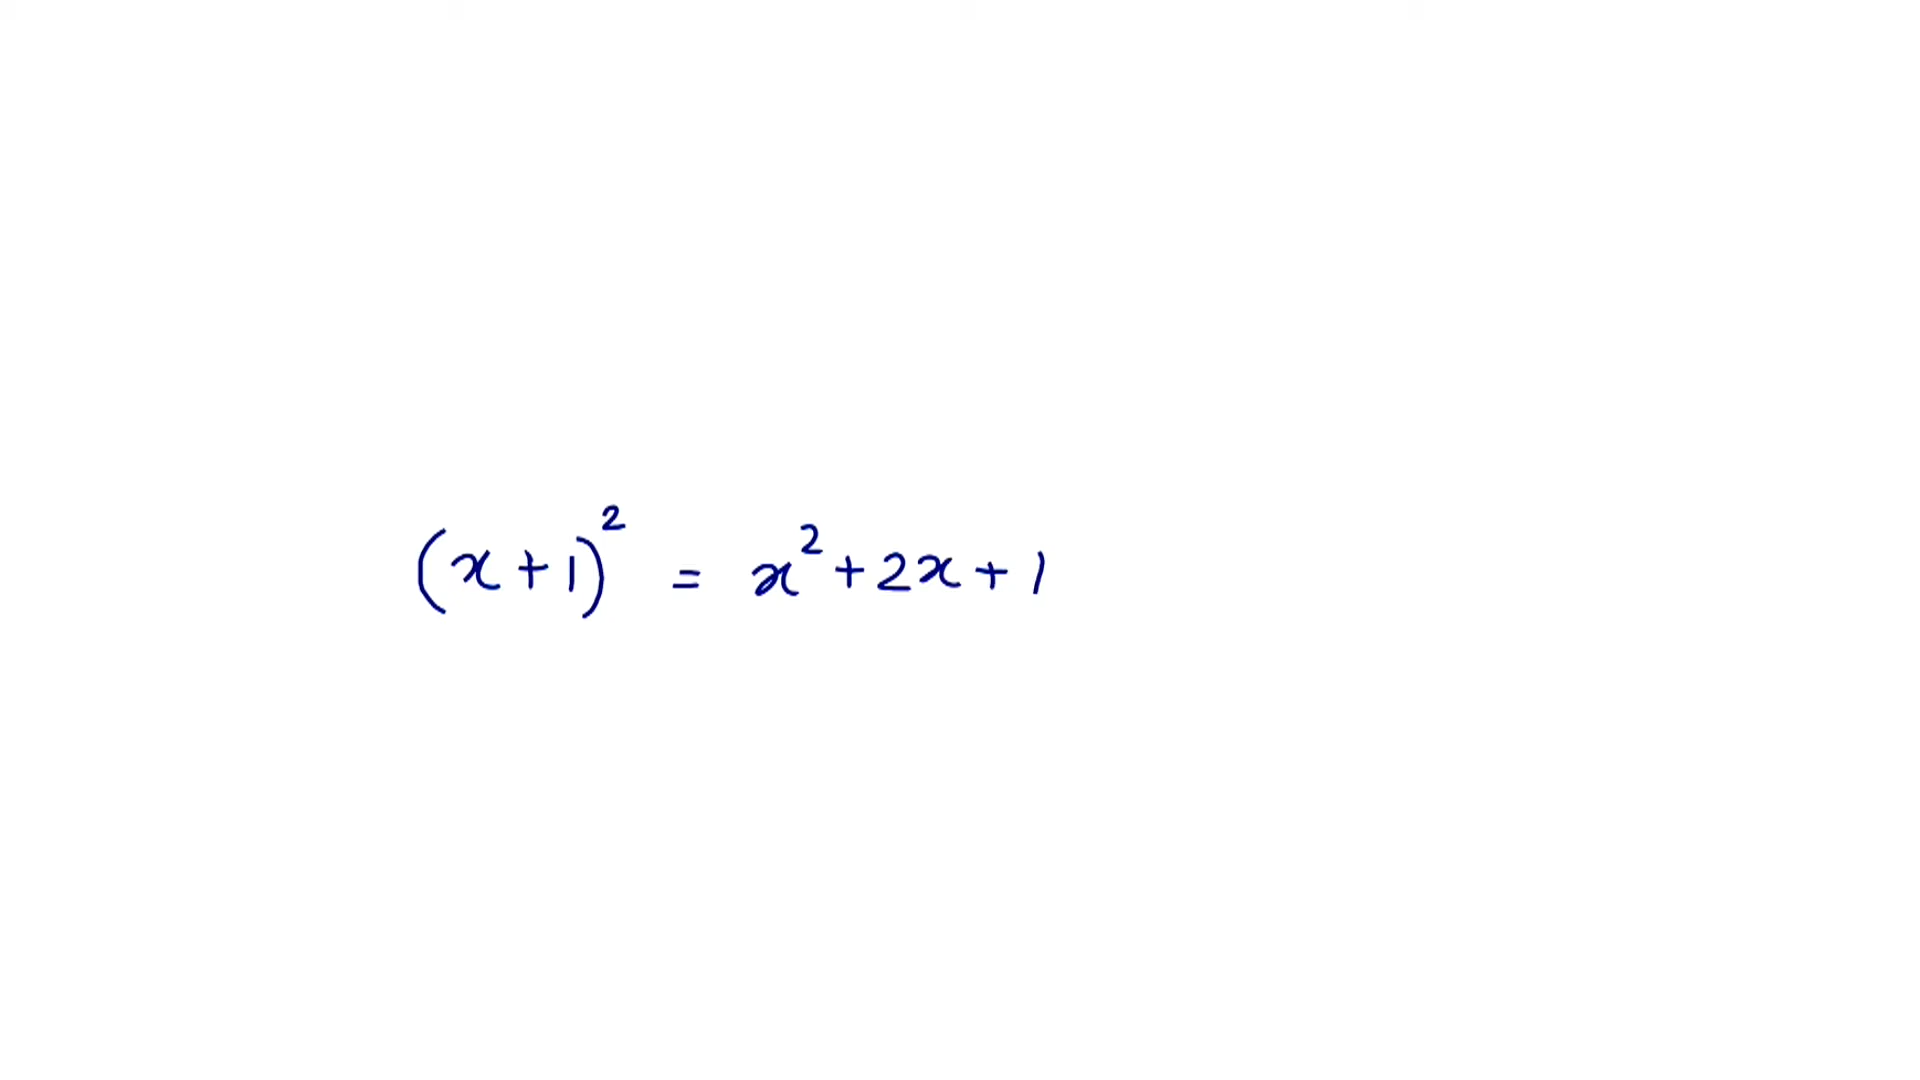 (x+1)² = x²+2x+1